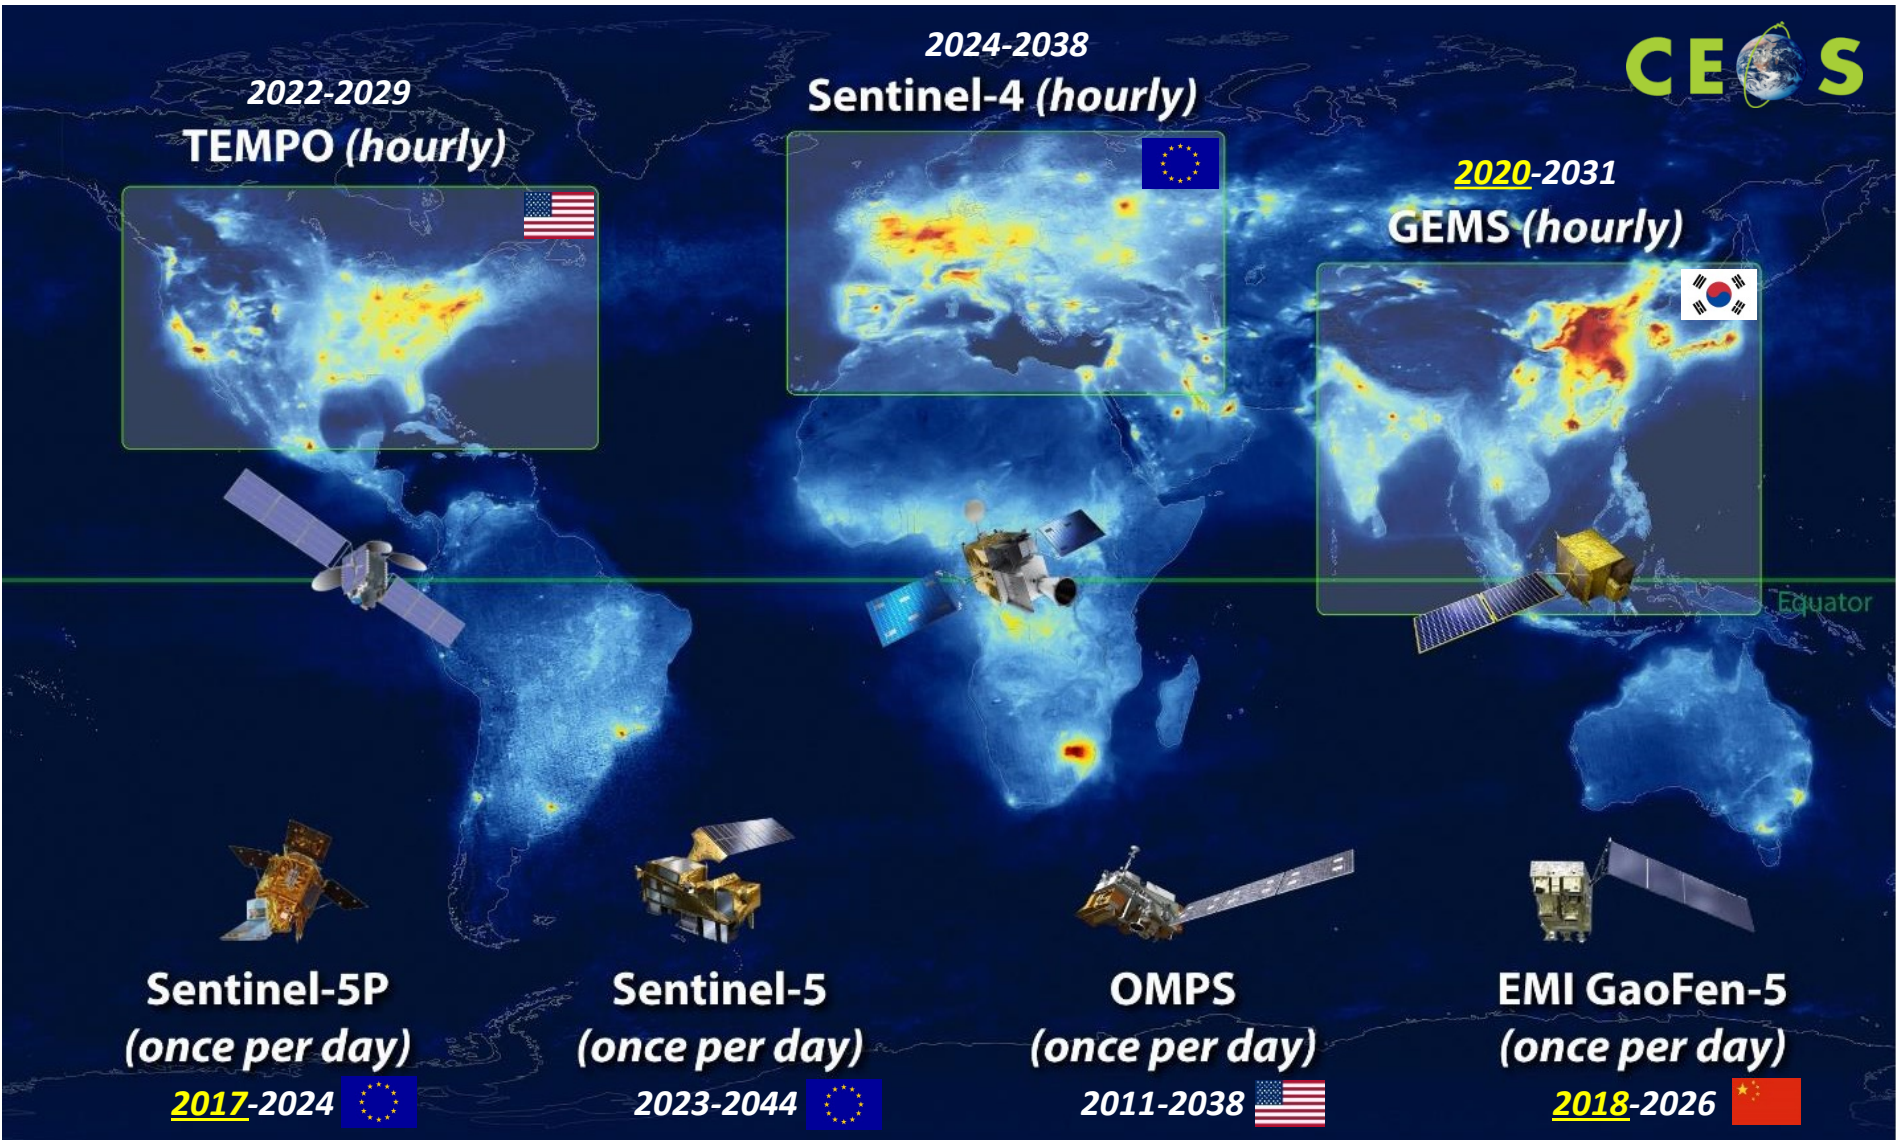 2024-2038
Sentinel-4 (hourly)
CEOS
2022-2029
TEMPO (hourly)
2020-2031
GEMS (hourly)
Equator
Sentinel-5P
(once per day)
2017-2024
Sentinel-5
(once per day)
2023-2044
OMPS
(once per day)
2011-2038
EMI GaoFen-5
(once per day)
2018-2026